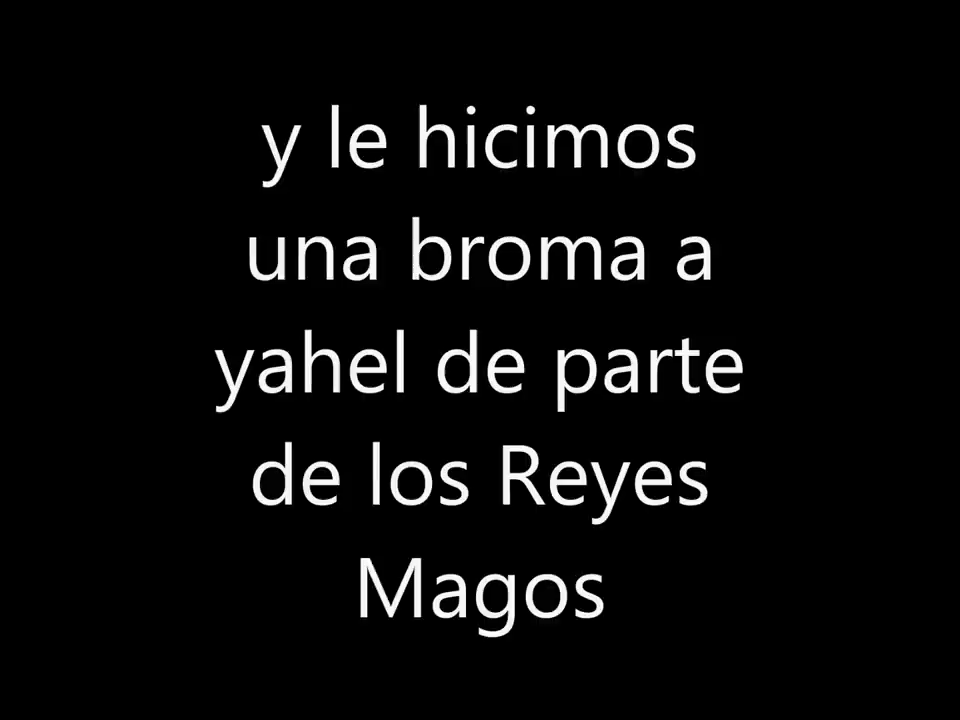 y le hicimos
una broma a
yahel de parte
de los Reyes
Magos